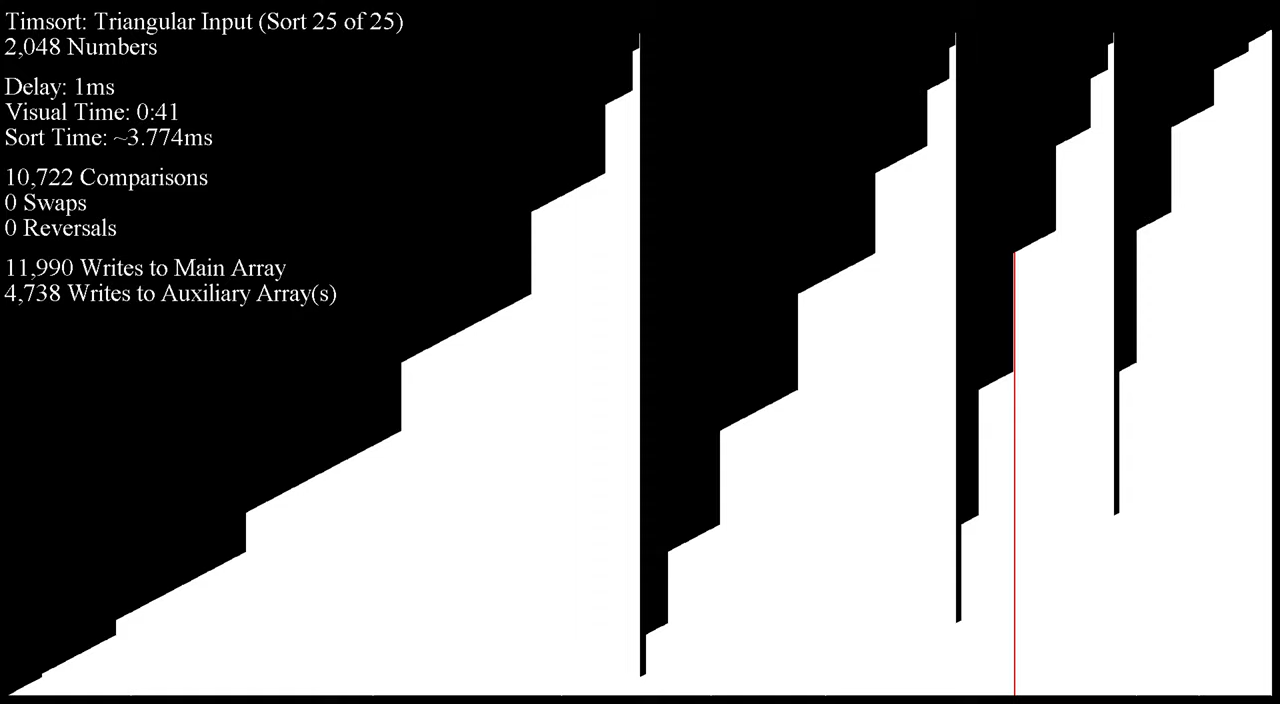 Timsort: Triangular Input (Sort 25 of 25)
2,048 Numbers
Delay: 1ms
Visual Time: 0:41
Sort Time: ~3.774ms
10,722 Comparisons
0 Swaps
0 Reversals
11,990 Writes to Main Array
4,738 Writes to Auxiliary Array(s)